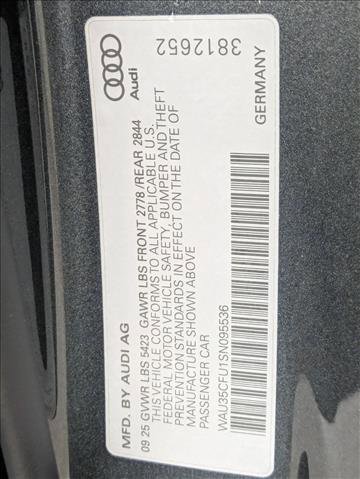 MFD. BY AUDI AG
09 25 GVWR LBS 5423 GAWR LBS FRONT 2778 /REAR 2844
THIS VEHICLE CONFORMS TO ALL APPLICABLE U.S.
FEDERAL MOTOR VEHICLE SAFETY, BUMPER AND THEFT
PREVENTION STANDARDS IN EFFECT ON THE DATE OF
MANUFACTURE SHOWN ABOVE
PASSENGER CAR
WAU35CFU1SN095536
GERMANY
Audi
3812652